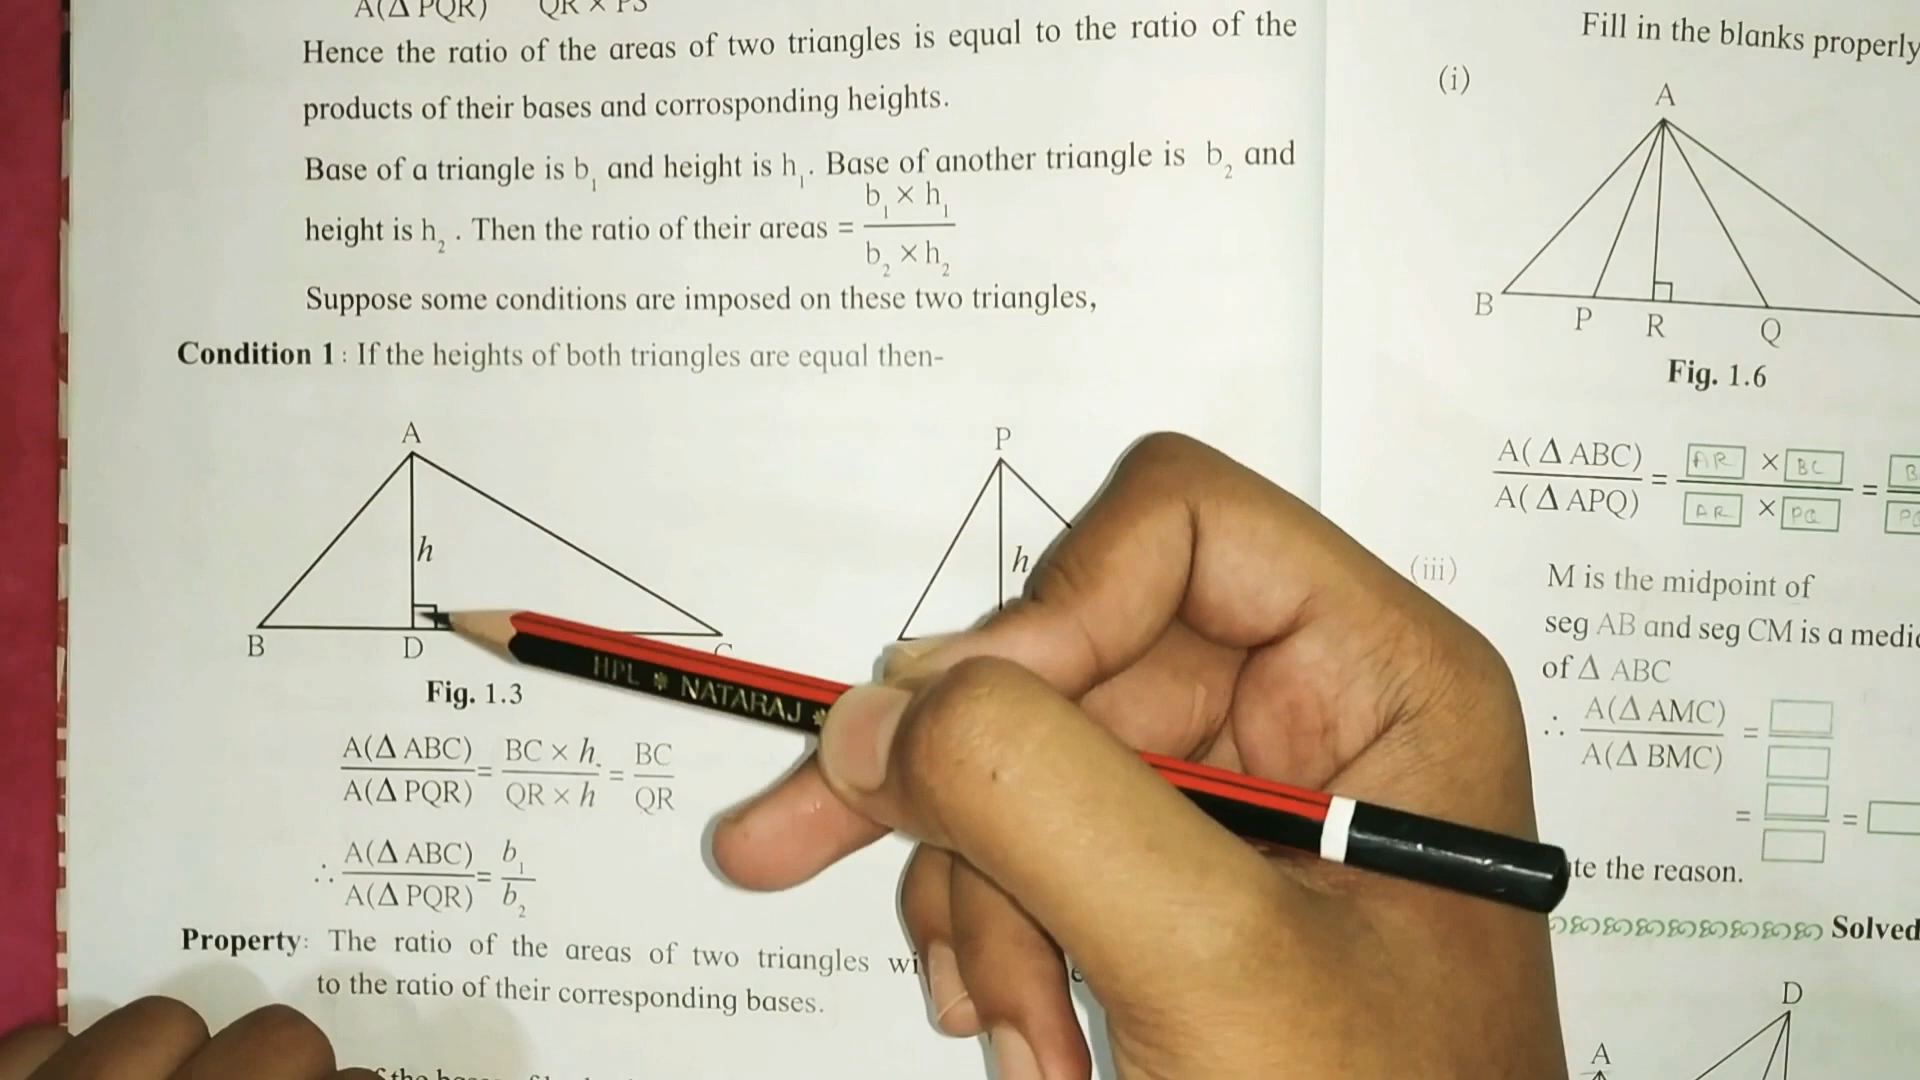 A(Δ PQR) QR × PS
Hence the ratio of the areas of two triangles is equal to the ratio of the
products of their bases and corrosponding heights.
Base of a triangle is b₁ and height is h₁. Base of another triangle is b₂ and
height is h₂. Then the ratio of their areas = b₁ × h₁ / b₂ × h₂
Suppose some conditions are imposed on these two triangles,
Condition 1 : If the heights of both triangles are equal then-
A
h
B D C
Fig. 1.3
P
h
HPL NATARAJ
A(Δ ABC) / A(Δ PQR) = BC × h / QR × h = BC / QR
∴ A(Δ ABC) / A(Δ PQR) = b₁ / b₂
Property: The ratio of the areas of two triangles
to the ratio of their corresponding bases.
Fill in the blanks properly
(i)
A
B P R Q
Fig. 1.6
A(Δ ABC) / A(Δ APQ) = AR × BC / AR × PQ =
(iii) M is the midpoint of
seg AB and seg CM is a
of Δ ABC
∴ A(Δ AMC) / A(Δ BMC) =
= =
the reason.
Solved
D
A